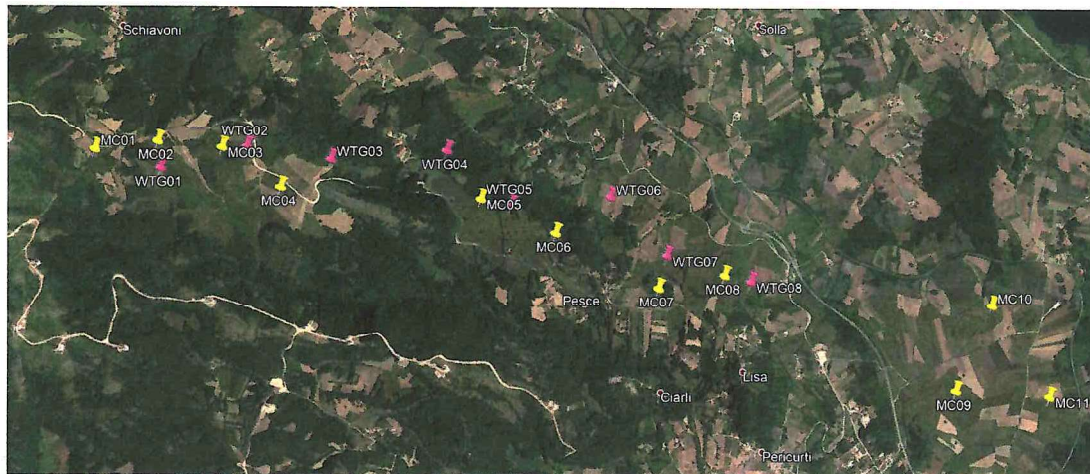 Schiavoni
Solla
MC01
MC02
WTG02
MC03
WTG01
WTG03
WTG04
MC04
WTG05
MC05
WTG06
MC06
WTG07
MC08
WTG08
MC07
Pesce
MC10
Lisa
Ciarli
MC09
MC11
Pericurti